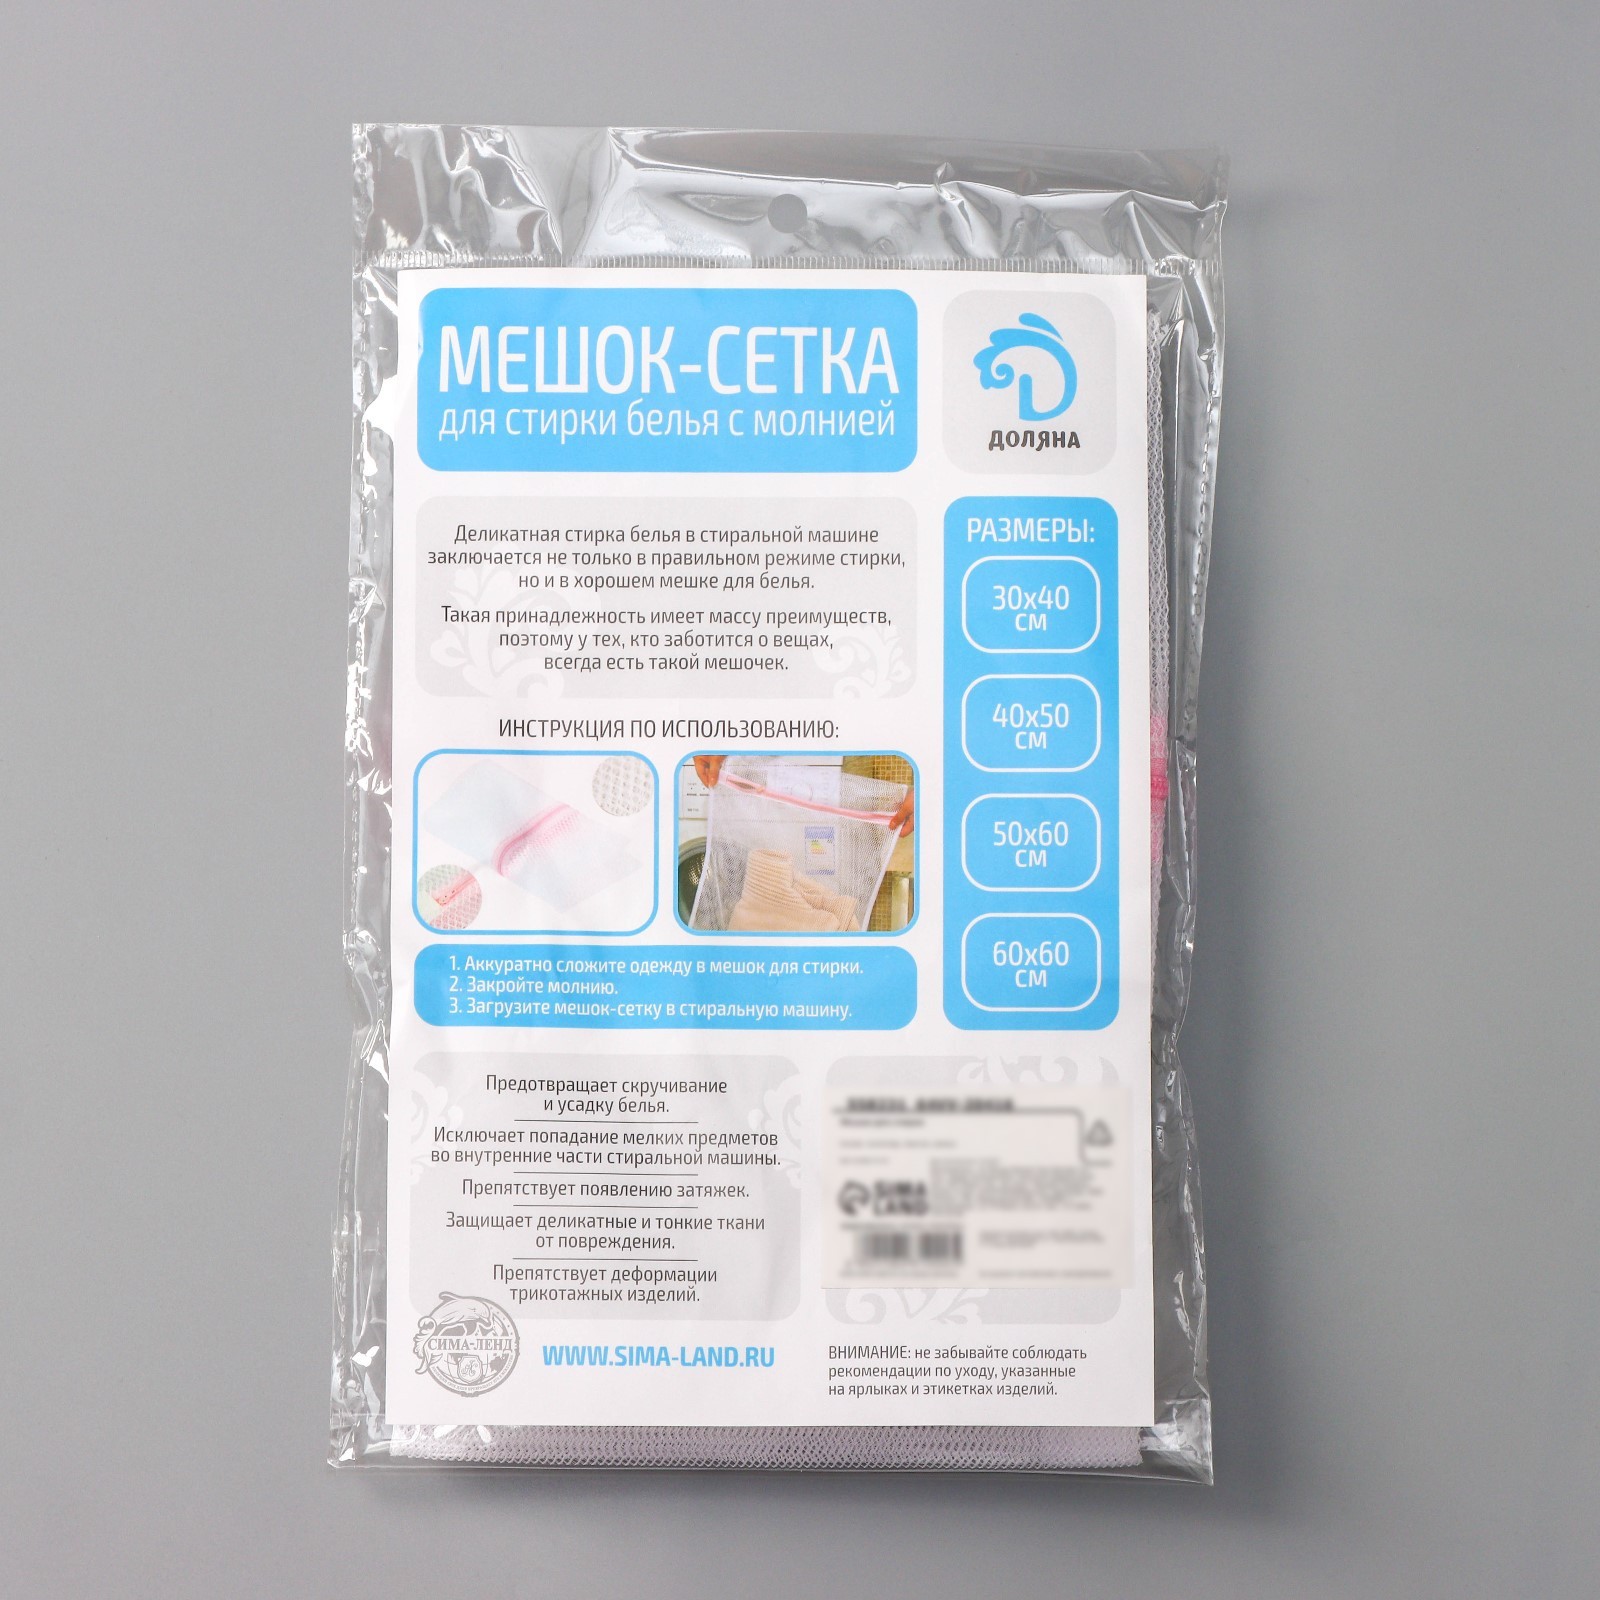 МЕШОК-СЕТКА
для стирки белья с молнией
ДОЛЯНА
Деликатная стирка белья в стиральной машине
заключается не только в правильном режиме стирки,
но и в хорошем мешке для белья.
Такая принадлежность имеет массу преимуществ,
поэтому у тех, кто заботится о вещах,
всегда есть такой мешочек.
РАЗМЕРЫ:
30х40
СМ
40х50
СМ
50х60
СМ
60х60
СМ
ИНСТРУКЦИЯ ПО ИСПОЛЬЗОВАНИЮ:
1. Аккуратно сложите одежду в мешок для стирки.
2. Закройте молнию.
3. Загрузите мешок-сетку в стиральную машину.
Предотвращает скручивание
и усадку белья.
Исключает попадание мелких предметов
во внутренние части стиральной машины.
Препятствует появлению затяжек.
Защищает деликатные и тонкие ткани
от повреждения.
Препятствует деформации
трикотажных изделий.
SIMA
LAND
СИМА-ЛЕНД
WWW.SIMA-LAND.RU
ВНИМАНИЕ: не забывайте соблюдать
рекомендации по уходу, указанные
на ярлыках и этикетках изделий.